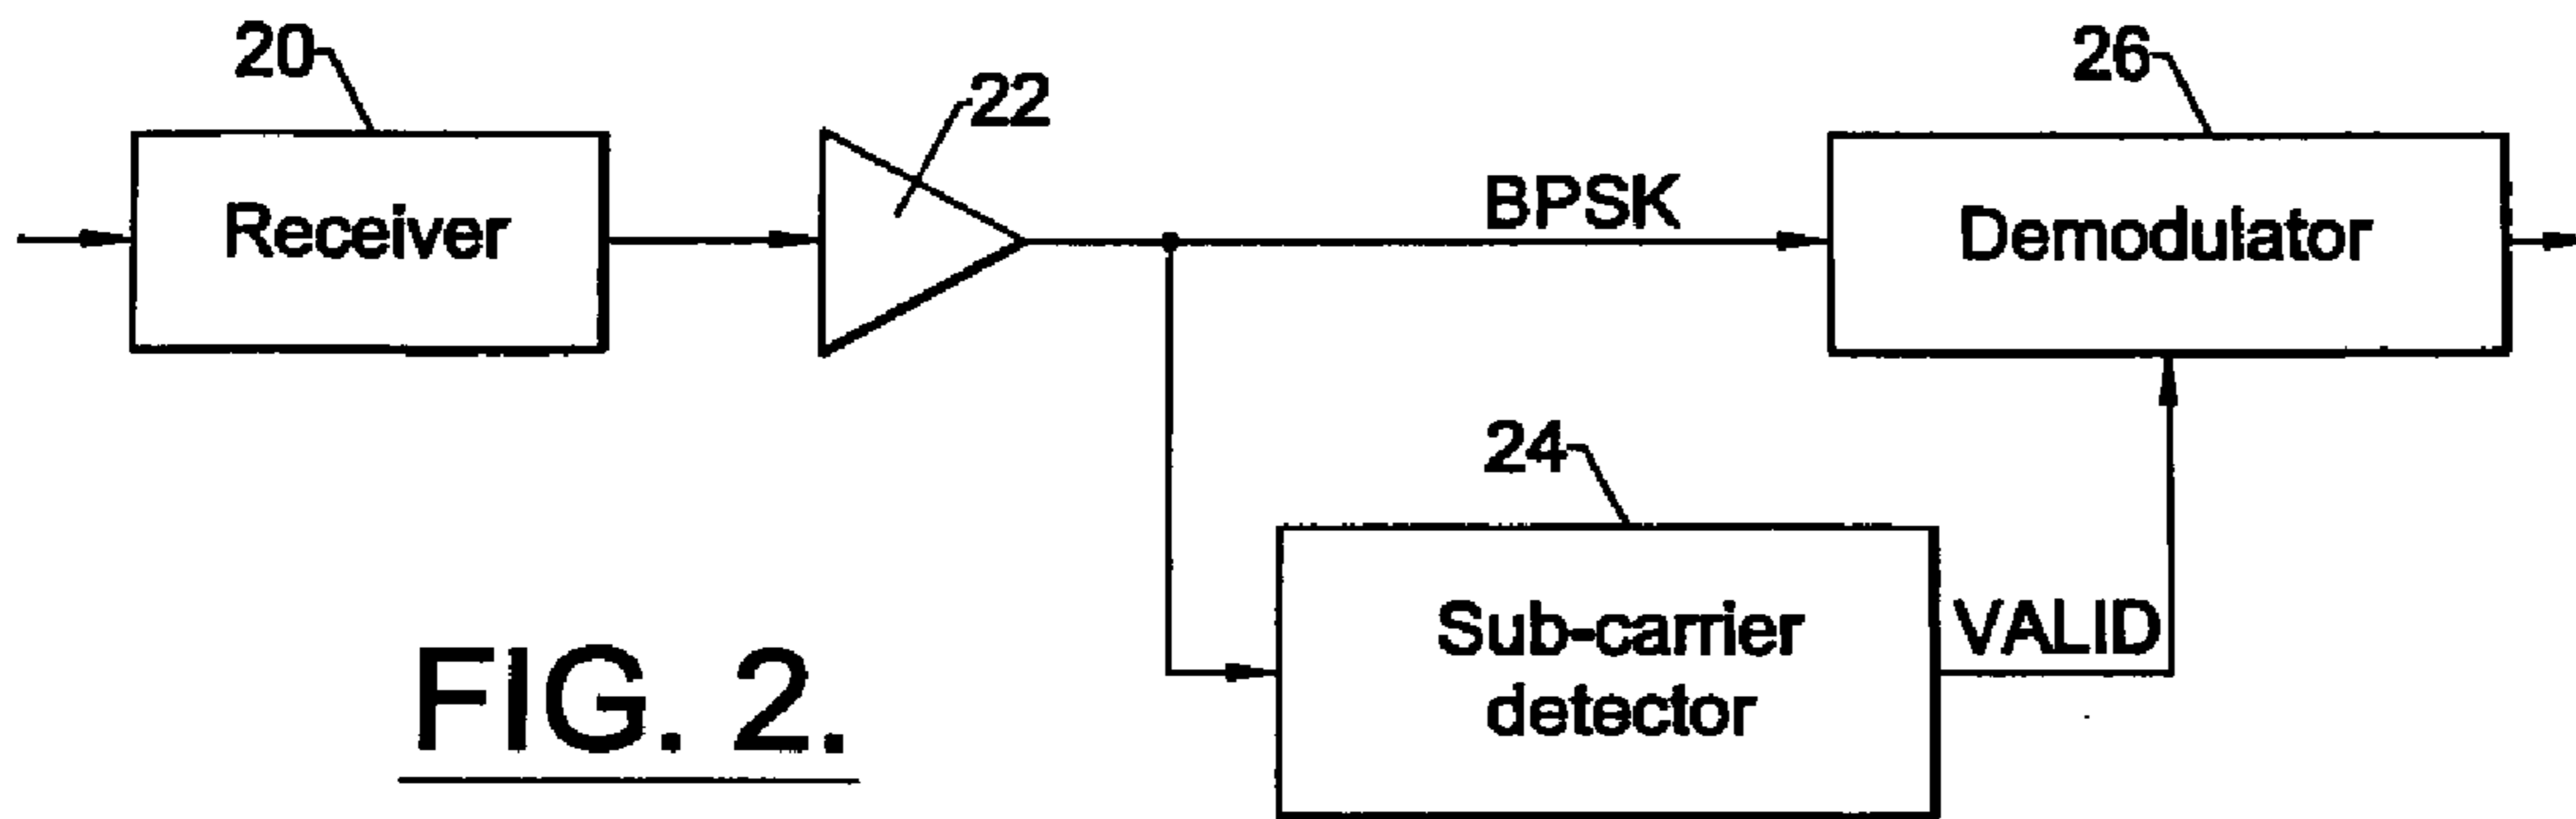 20
22
26
Receiver
BPSK
Demodulator
24
Sub-carrier
detector
VALID
FIG. 2.